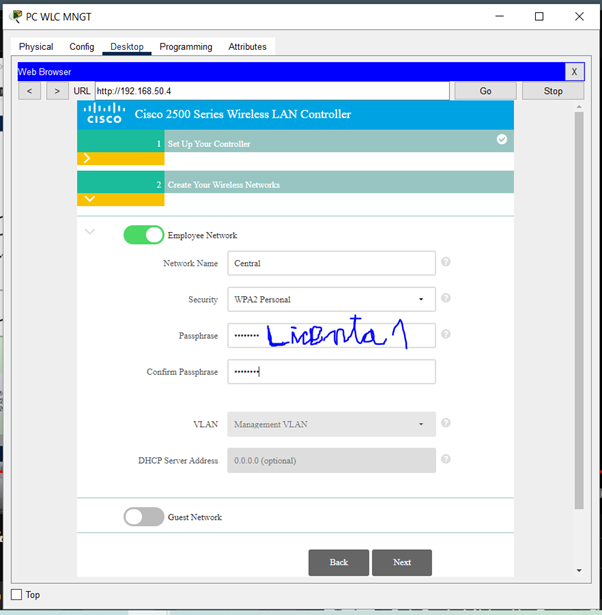 PC WLC MNGT
Physical Config Desktop Programming Attributes
Web Browser X
< > URL http://192.168.50.4 Go Stop
CISCO Cisco 2500 Series Wireless LAN Controller
1 Set Up Your Controller
2 Create Your Wireless Networks
Employee Network
Network Name Central ?
Security WPA2 Personal ?
Passphrase •••••••• Licenta1 ?
Confirm Passphrase ••••••••
VLAN Management VLAN ?
DHCP Server Address 0.0.0.0 (optional) ?
Guest Network
Back Next
Top